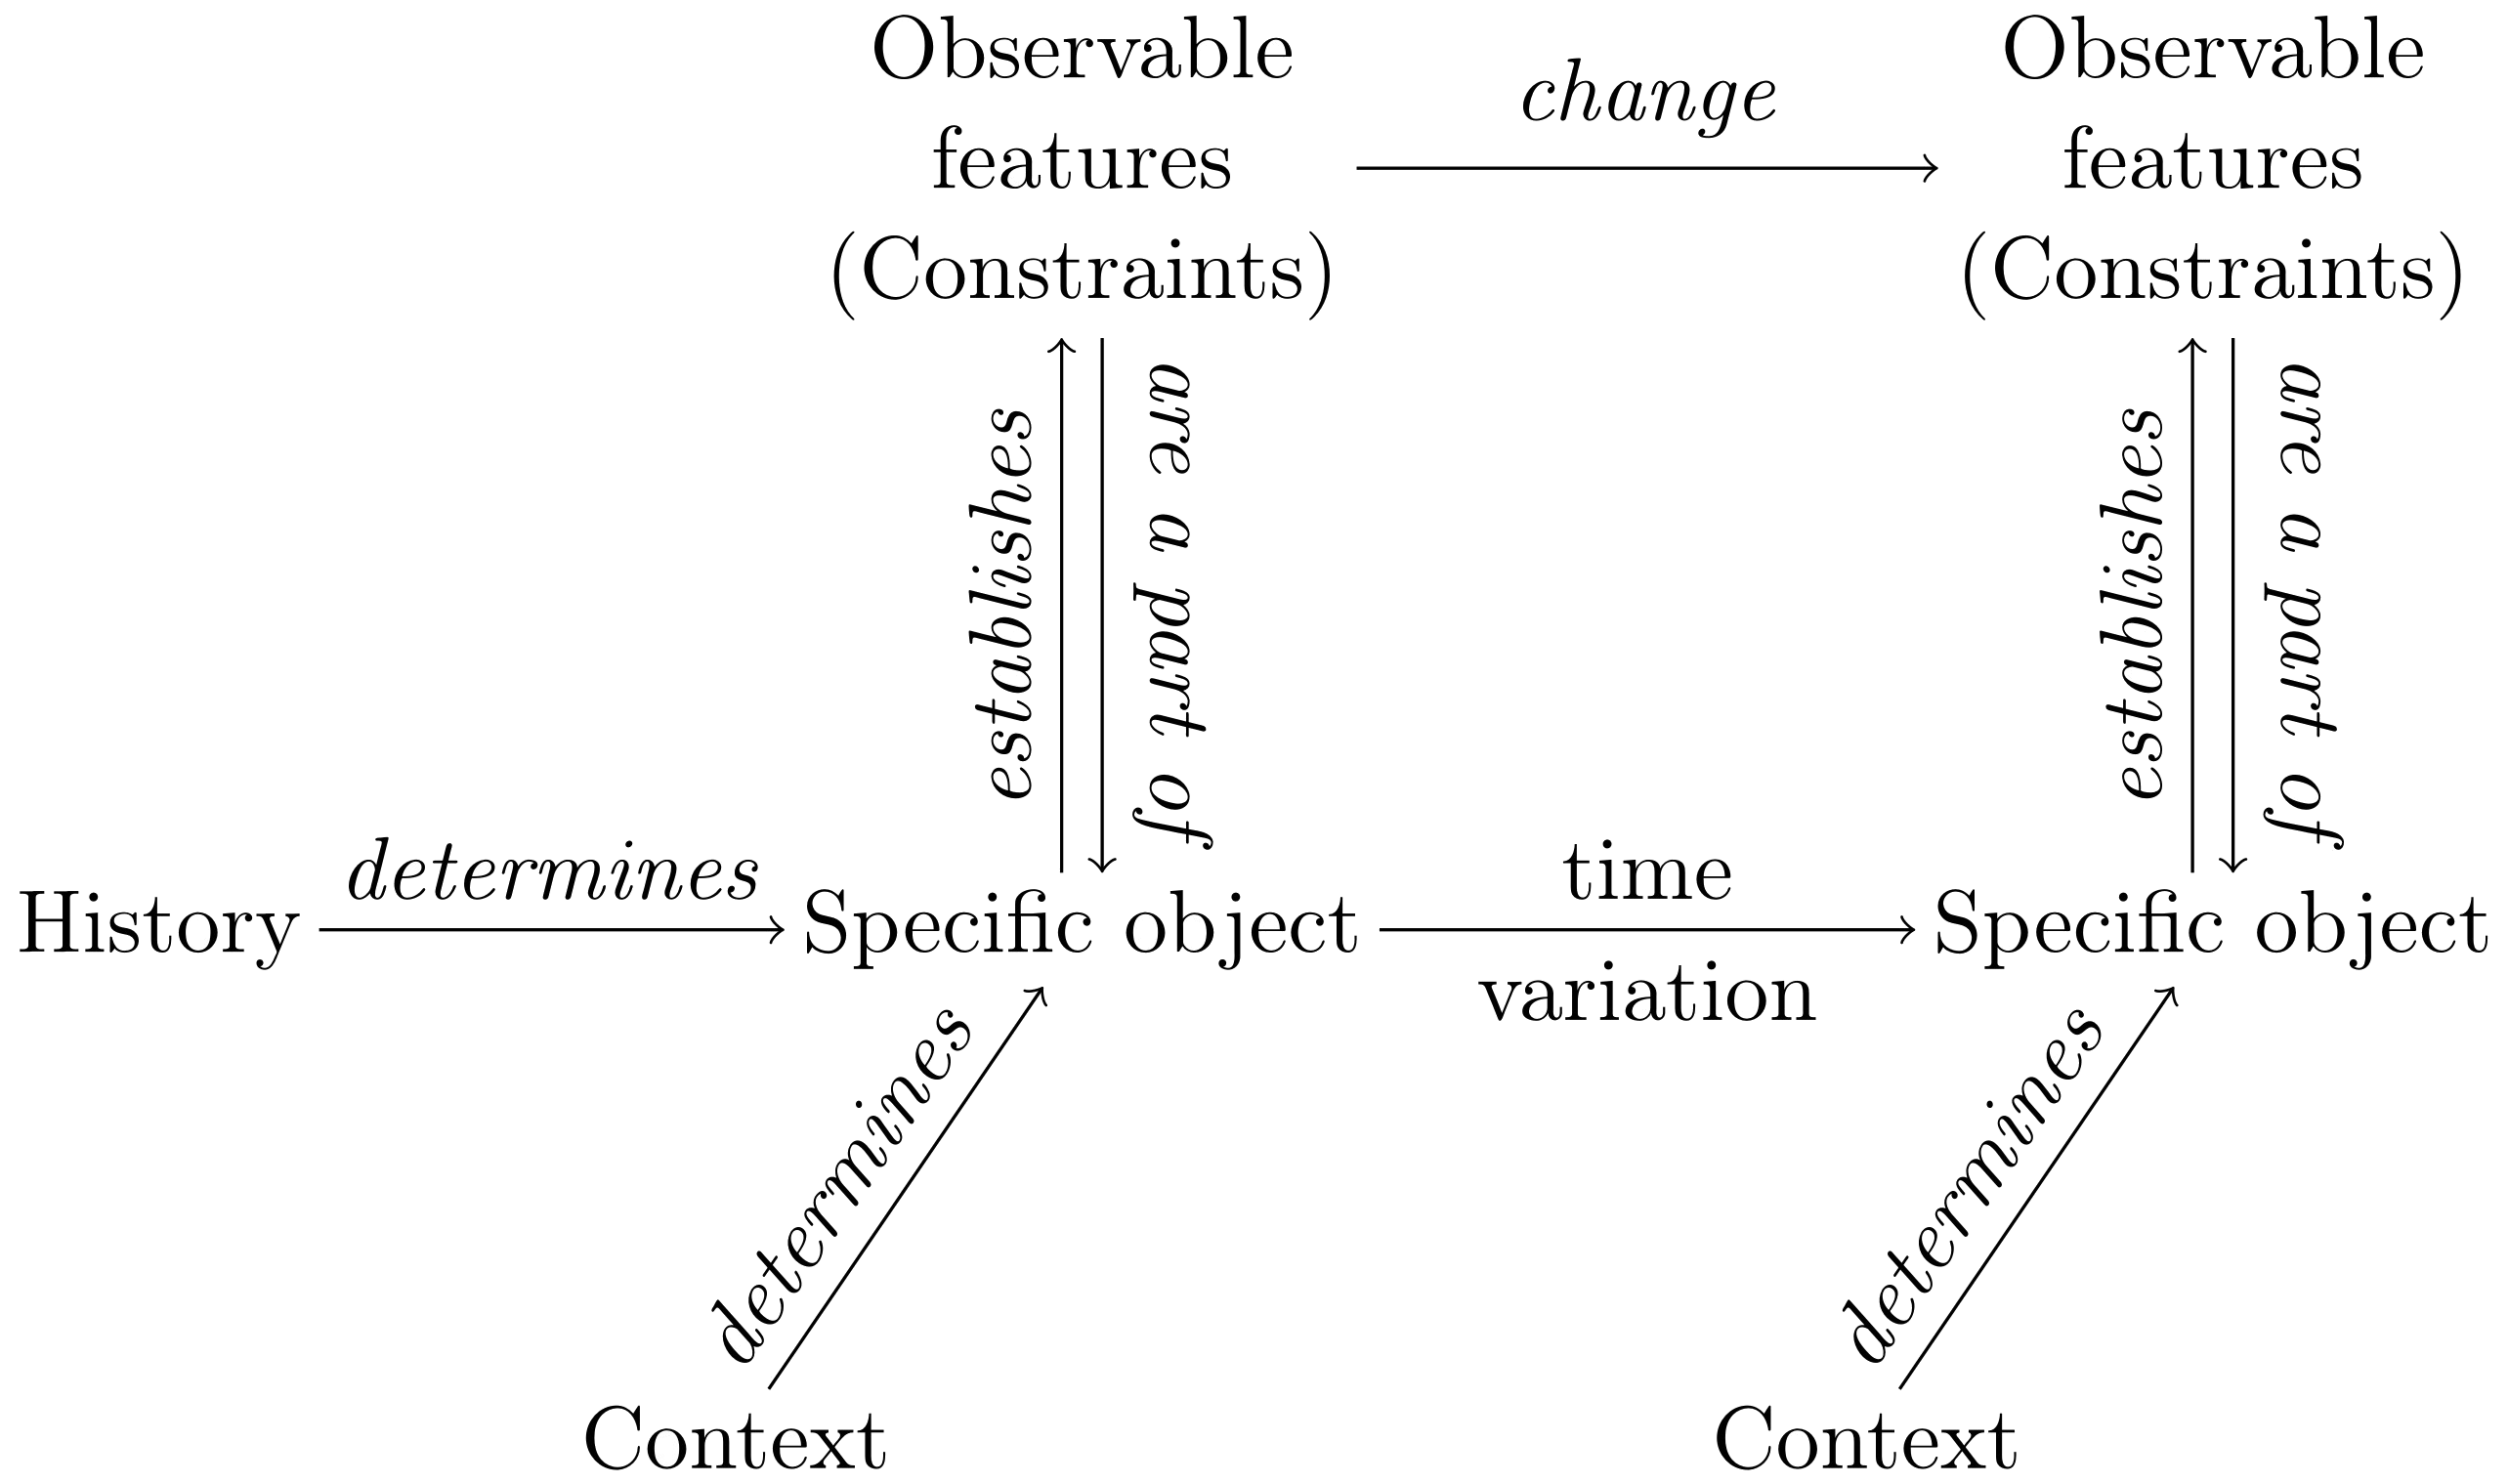 Observable
features
(Constraints)
change
Observable
features
(Constraints)
establishes
are a part of
establishes
are a part of
History
determines
Specific object
time
variation
Specific object
determines
determines
Context
Context